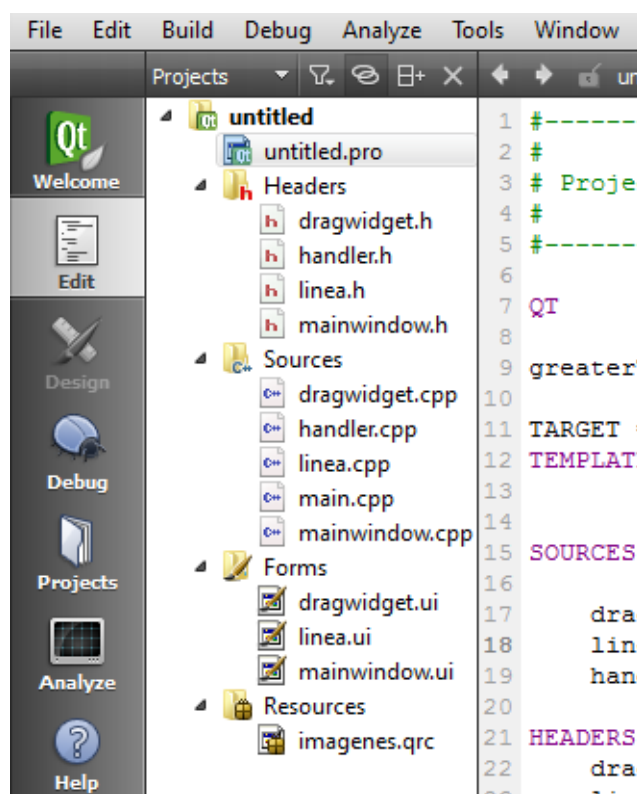 File Edit Build Debug Analyze Tools Window
Projects
untitled
untitled.pro
Headers
dragwidget.h
handler.h
linea.h
mainwindow.h
Sources
dragwidget.cpp
handler.cpp
linea.cpp
main.cpp
mainwindow.cpp
Forms
dragwidget.ui
linea.ui
mainwindow.ui
Resources
imagenes.qrc
Qt
Welcome
Edit
Design
Debug
Projects
Analyze
Help
un
1 #------
2 #
3 # Proje
4 #
5 #------
6
7 QT
8
9 greater
10
11 TARGET
12 TEMPLAT
13
14
15 SOURCES
16
17 dra
18 lin
19 han
20
21 HEADERS
22 dra